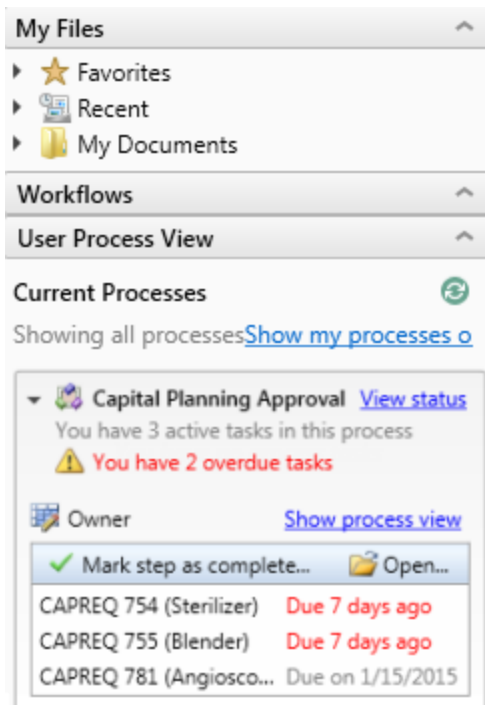 My Files
Favorites
Recent
My Documents
Workflows
User Process View
Current Processes
Showing all processesShow my processes o
Capital Planning Approval View status
You have 3 active tasks in this process
You have 2 overdue tasks
Owner Show process view
Mark step as complete... Open...
CAPREQ 754 (Sterilizer) Due 7 days ago
CAPREQ 755 (Blender) Due 7 days ago
CAPREQ 781 (Angiosco... Due on 1/15/2015